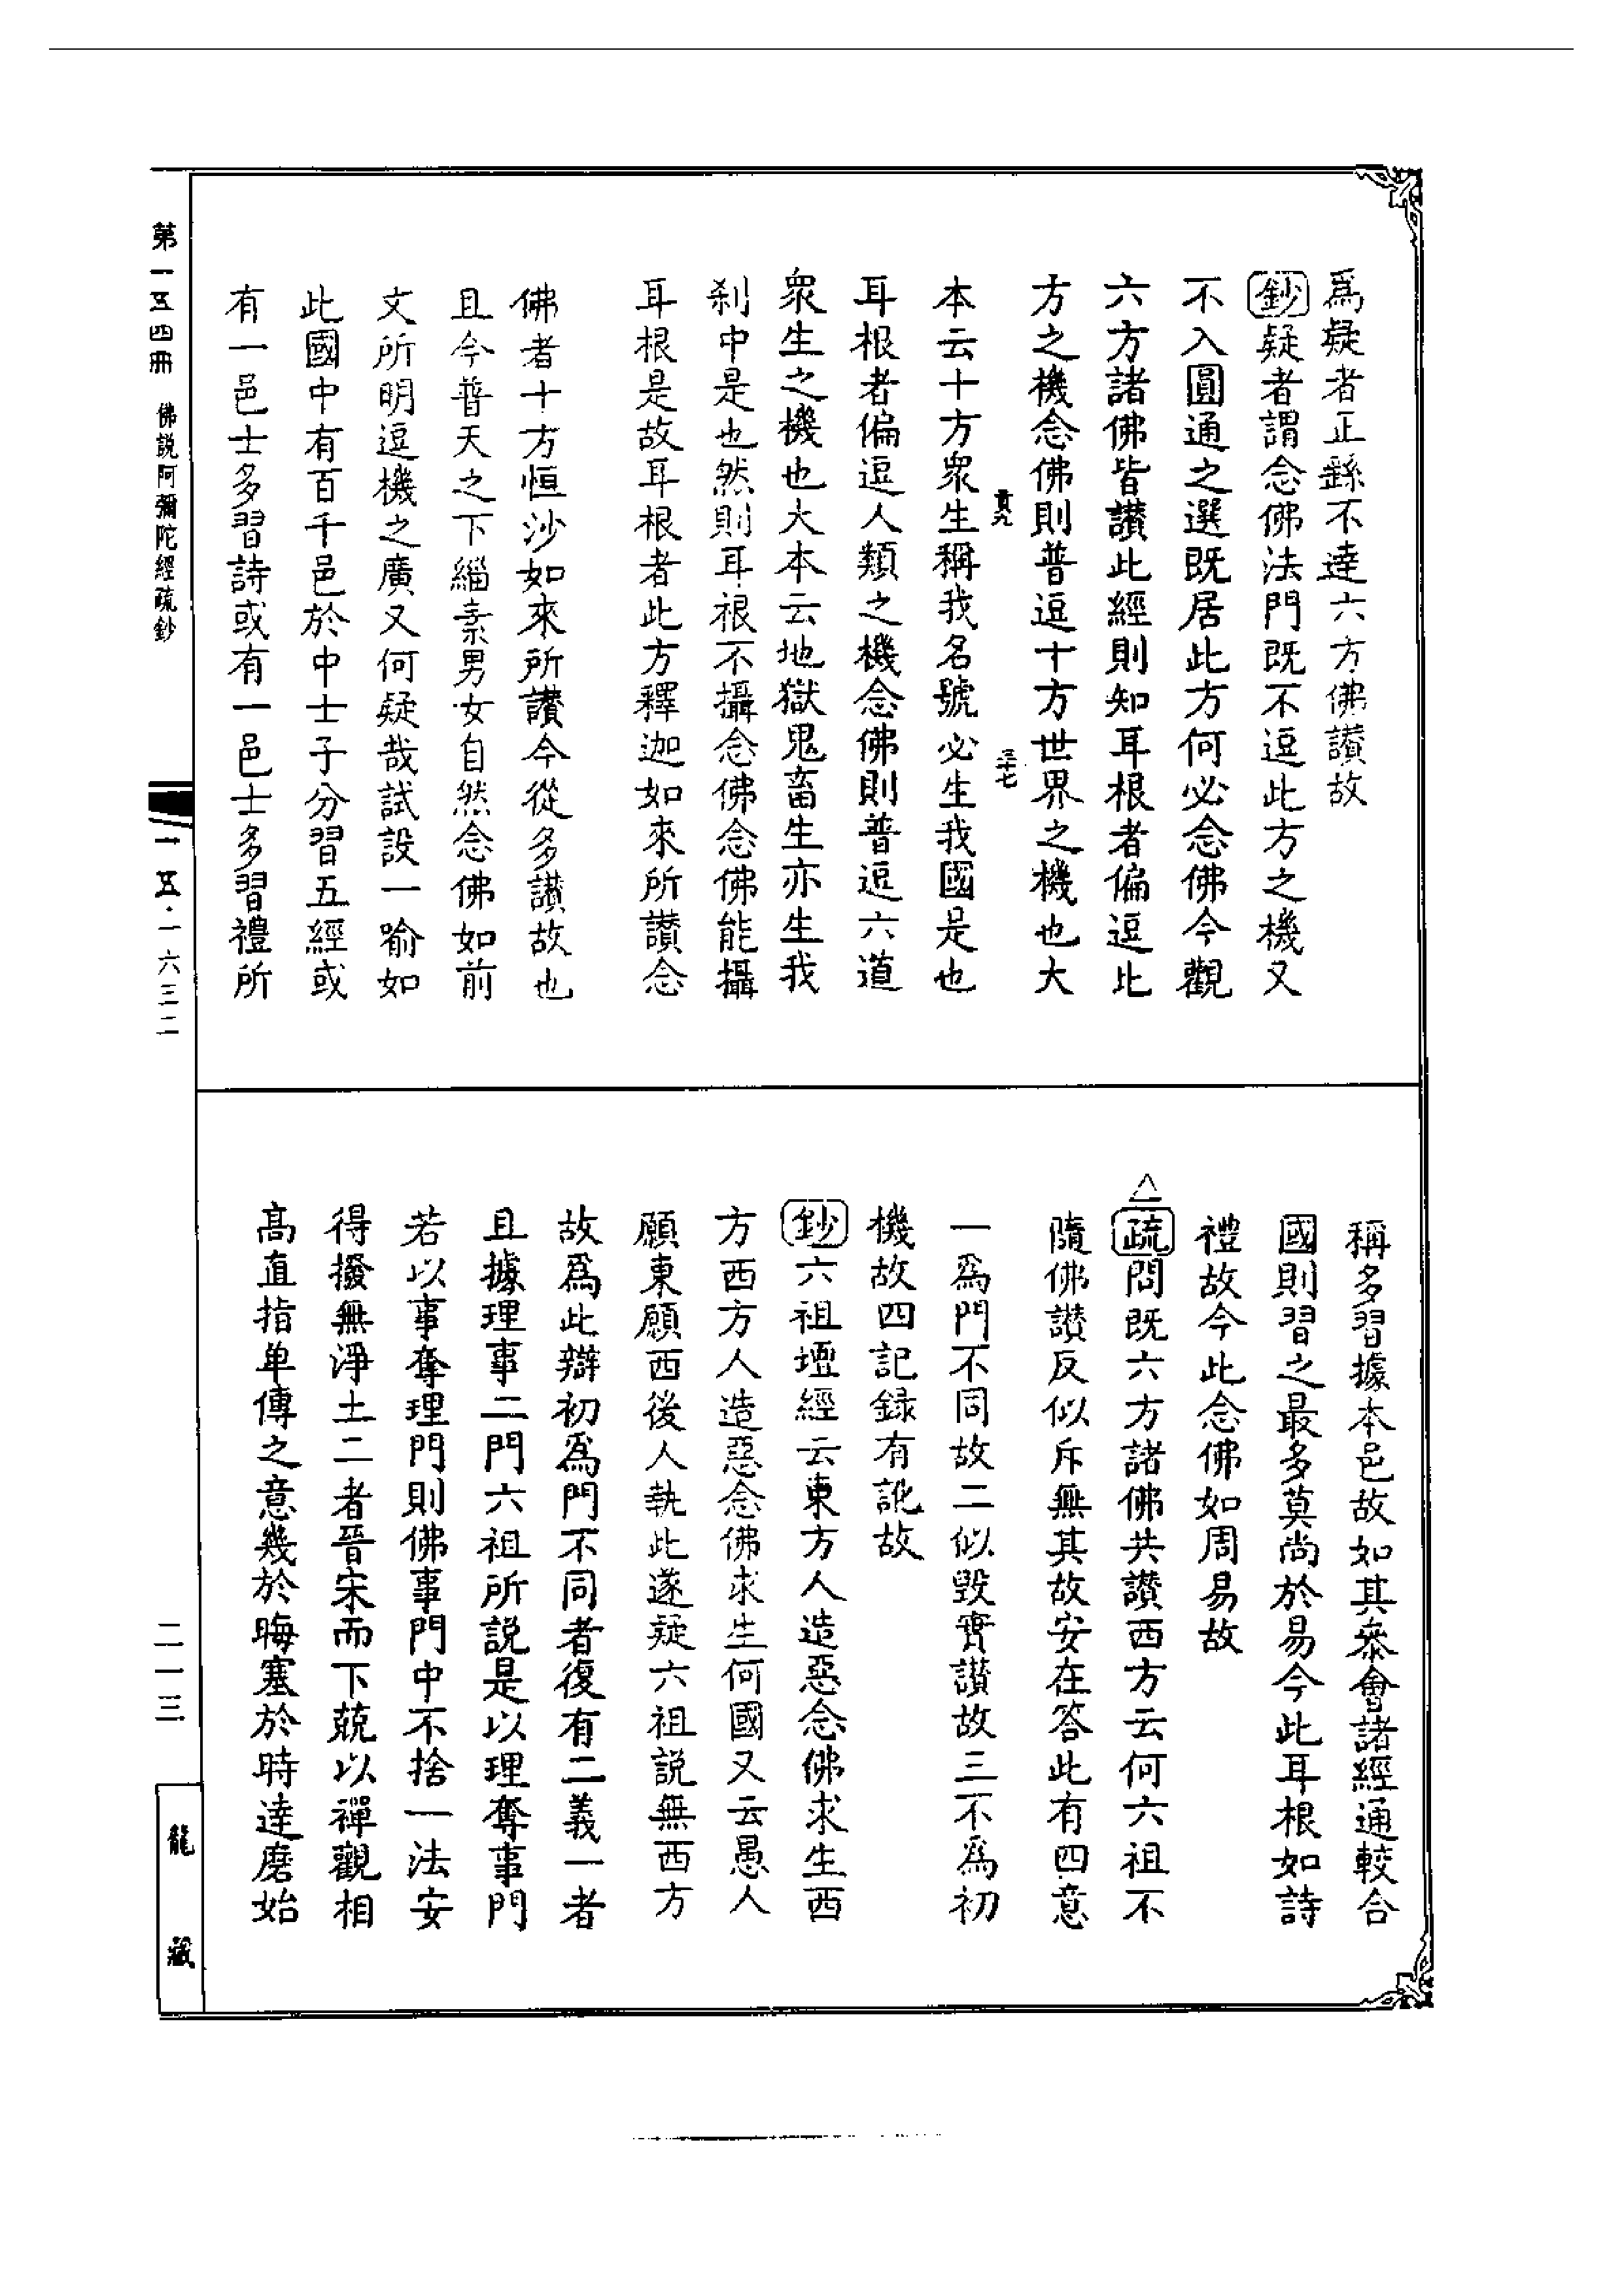 爲疑者正繇不達六方佛讃故
鈔疑者謂念佛法門既不逗此方之機又
不入圓通之選既居此方何必念佛今觀
六方諸佛皆讃此經則知耳根者偏逗此
方之機念佛則普逗十方世界之機也大
貢九
三十七
本云十方衆生稱我名號必生我國是也
耳根者偏逗人類之機念佛則普逗六道
衆生之機也大本云地獄鬼畜生亦生我
刹中是也然則耳根不攝念佛念佛能攝
耳根是故耳根者此方釋迦如來所讃念
佛者十方恒沙如來所讃今從多讃故也
且今普天之下緇素男女自然念佛如前
文所明逗機之廣又何疑哉試設一喻如
此國中有百千邑於中士子分習五經或
有一邑士多習詩或有一邑士多習禮所
稱多習據本邑故如其叅會諸經通較合
國則習之最多莫尚於易今此耳根如詩
禮故今此念佛如周易故
△
疏問既六方諸佛共讃西方云何六祖不
隨佛讃反似斥無其故安在答此有四意
一爲門不同故二似毀實讃故三不爲初
機故四記録有訛故
鈔六祖壇經云東方人造惡念佛求生西
方西方人造惡念佛求生何國又云愚人
願東願西後人執此遂疑六祖説無西方
故爲此辯初爲門不同者復有二義一者
且據理事二門六祖所説是以理奪事門
若以事奪理門則佛事門中不捨一法安
得撥無淨土二者晉宋而下兢以禪觀相
高直指单傳之意幾於晦塞於時達磨始
第一五四冊 佛説阿彌陀經疏鈔
一五·一六三二
二一三
龍藏